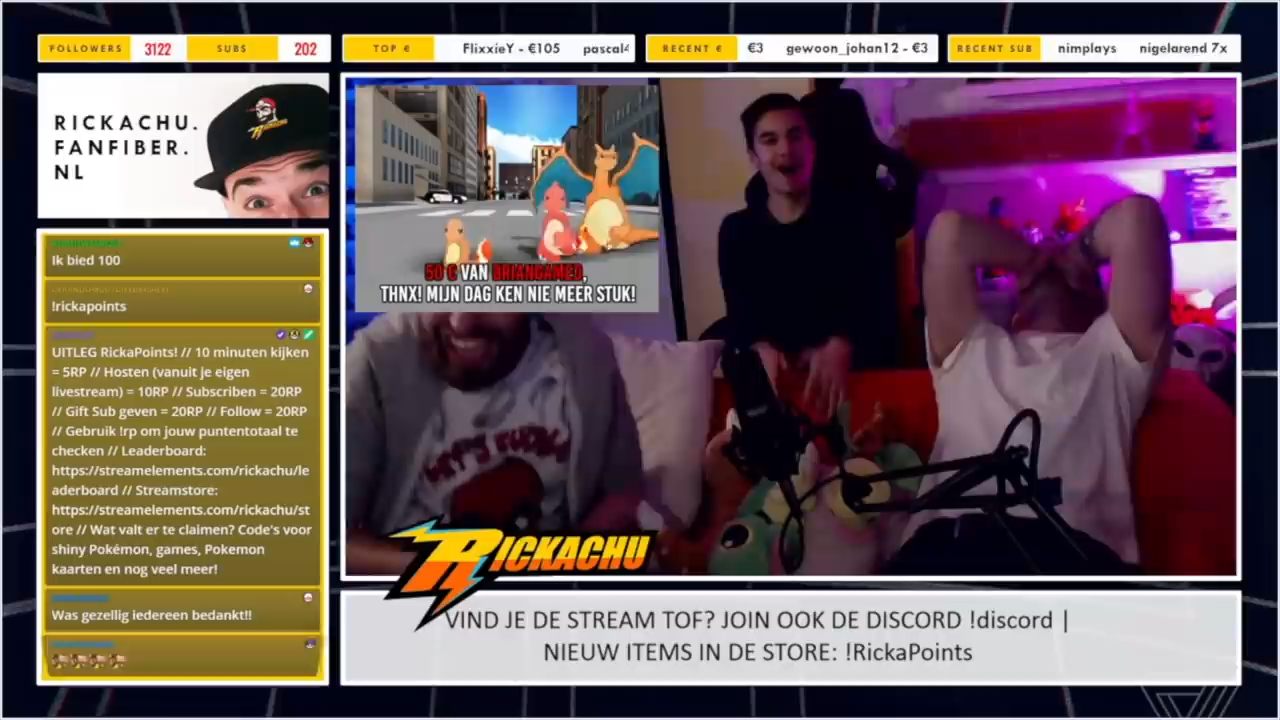 FOLLOWERS 3122 SUBS 202
TOP € FlixxieY - €105
RECENT € €3 gewoon_johan12 - €3
RECENT SUB nimplays nigelarend 7x
RICKACHU.
FANFIBER.
NL
Ik bied 100
!rickapoints
UITLEG RickaPoints! // 10 minuten kijken
= 5RP // Hosten (vanuit je eigen
livestream) = 10RP // Subscriben = 20RP
// Gift Sub geven = 20RP // Follow = 20RP
// Gebruik !rp om jouw puntentotaal te
checken // Leaderboard:
https://streamelements.com/rickachu/le
aderboard // Streamstore:
https://streamelements.com/rickachu/st
ore // Wat valt er te claimen? Code's voor
shiny Pokémon, games, Pokemon
kaarten en nog veel meer!
Was gezellig iedereen bedankt!!
50 € VAN BRIANGAMED,
THNX! MIJN DAG KEN NIE MEER STUK!
RICKACHU
VIND JE DE STREAM TOF? JOIN OOK DE DISCORD !discord |
NIEUW ITEMS IN DE STORE: !RickaPoints